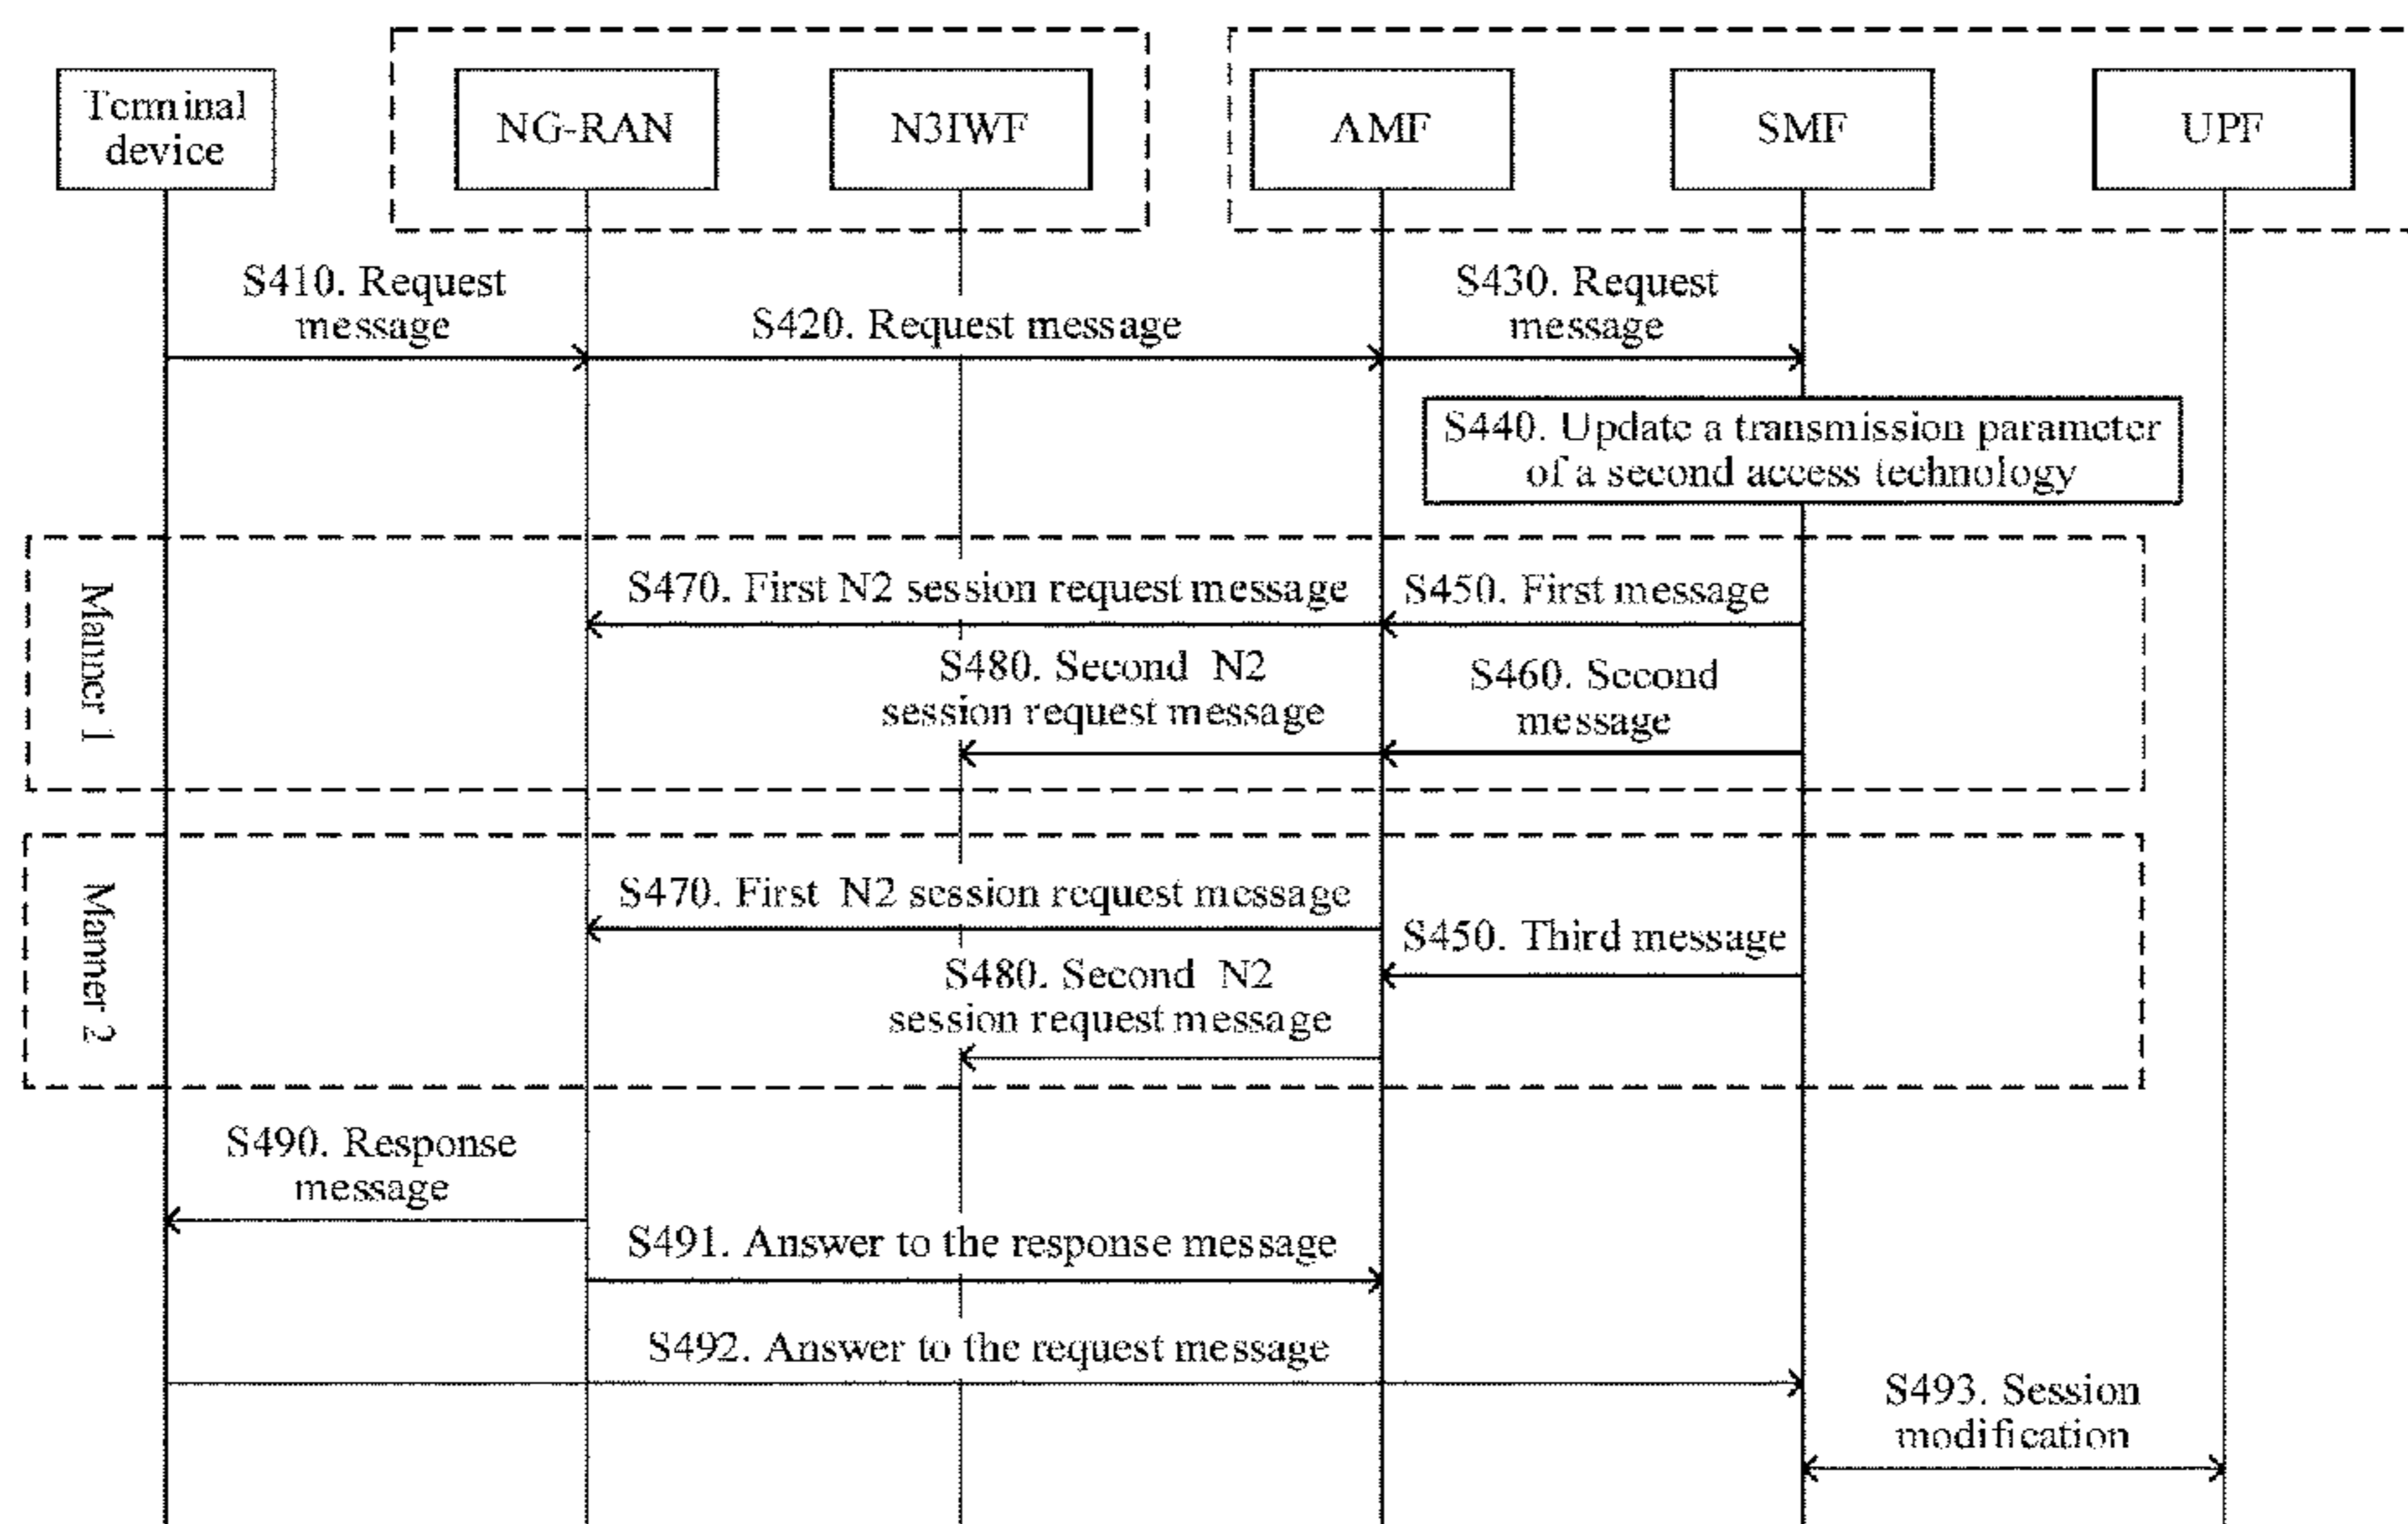 Terminal
device
NG-RAN
N3IWF
AMF
SMF
UPF
S410. Request
message
S420. Request message
S430. Request
message
S440. Update a transmission parameter
of a second access technology
Manner 1
S470. First N2 session request message
S450. First message
S480. Second N2
session request message
S460. Second
message
Manner 2
S470. First N2 session request message
S450. Third message
S480. Second N2
session request message
S490. Response
message
S491. Answer to the response message
S492. Answer to the request message
S493. Session
modification